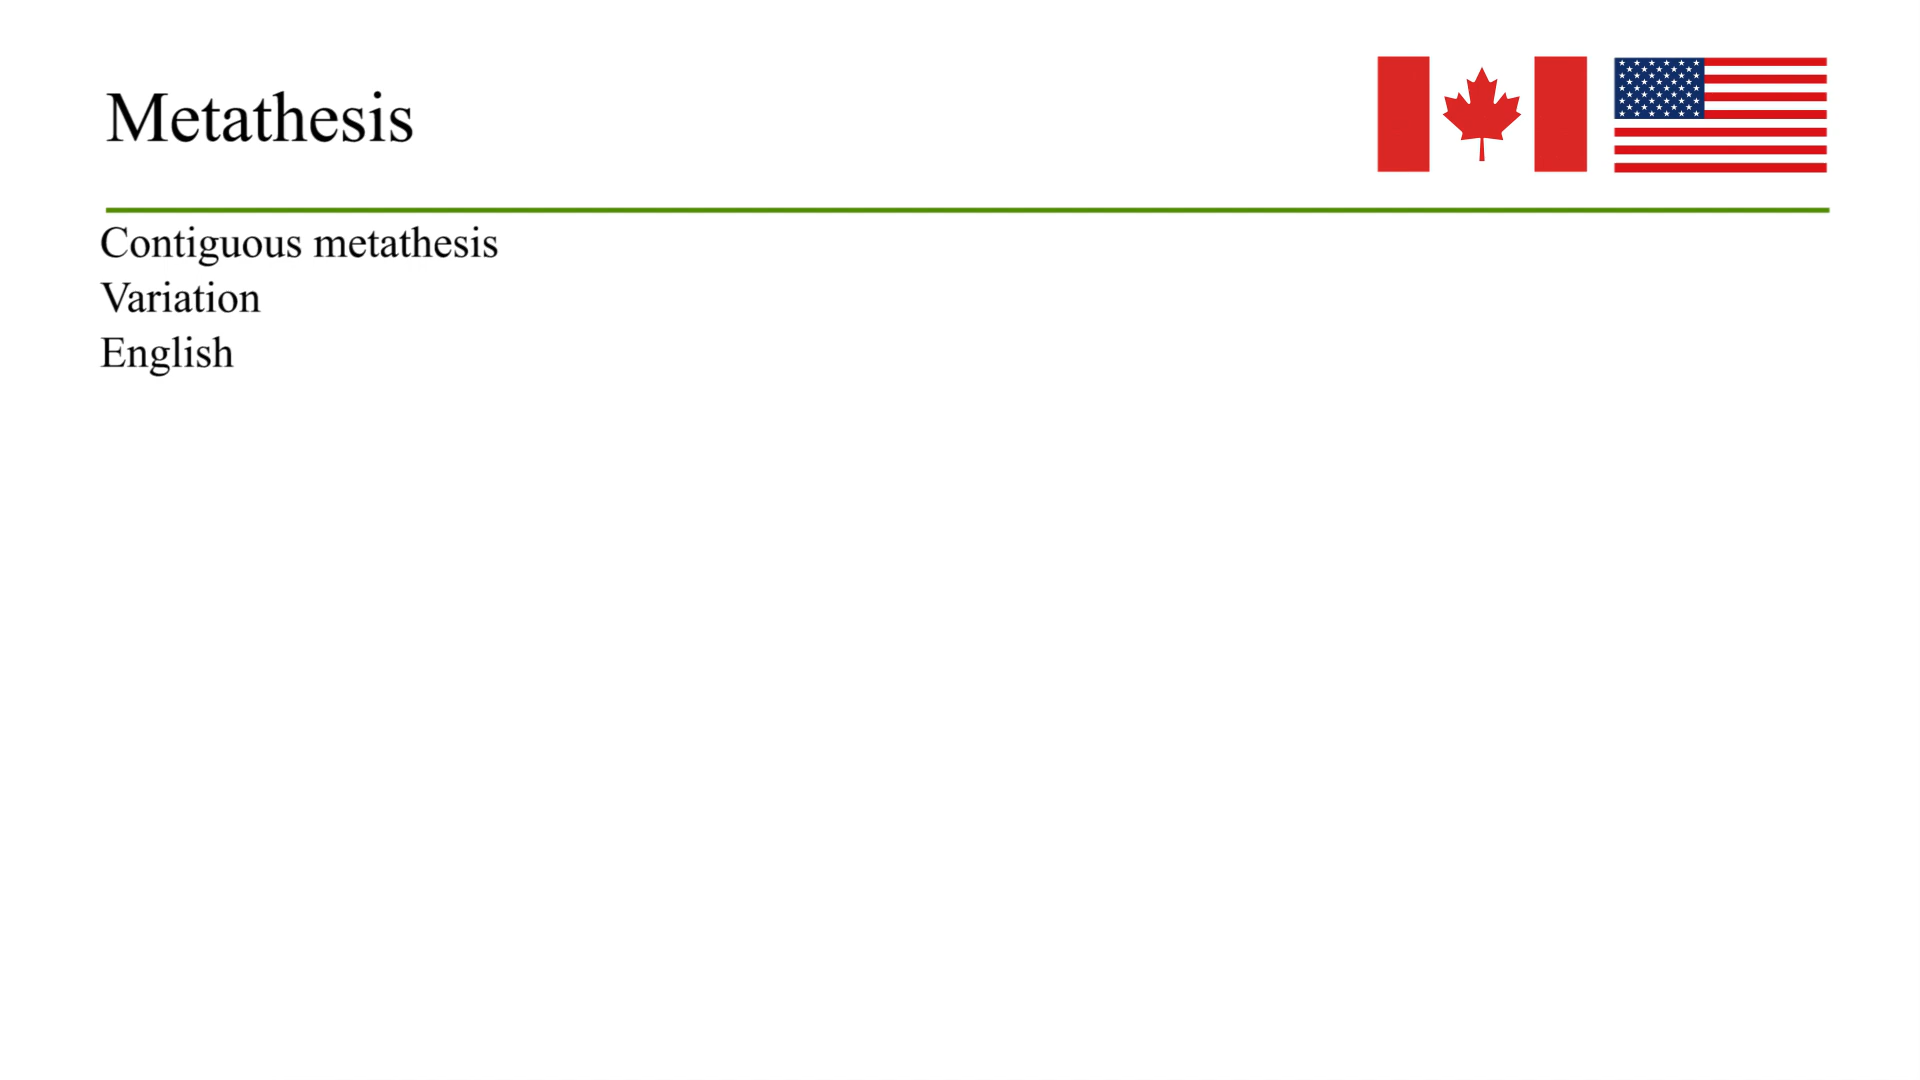 Metathesis
Contiguous metathesis
Variation
English